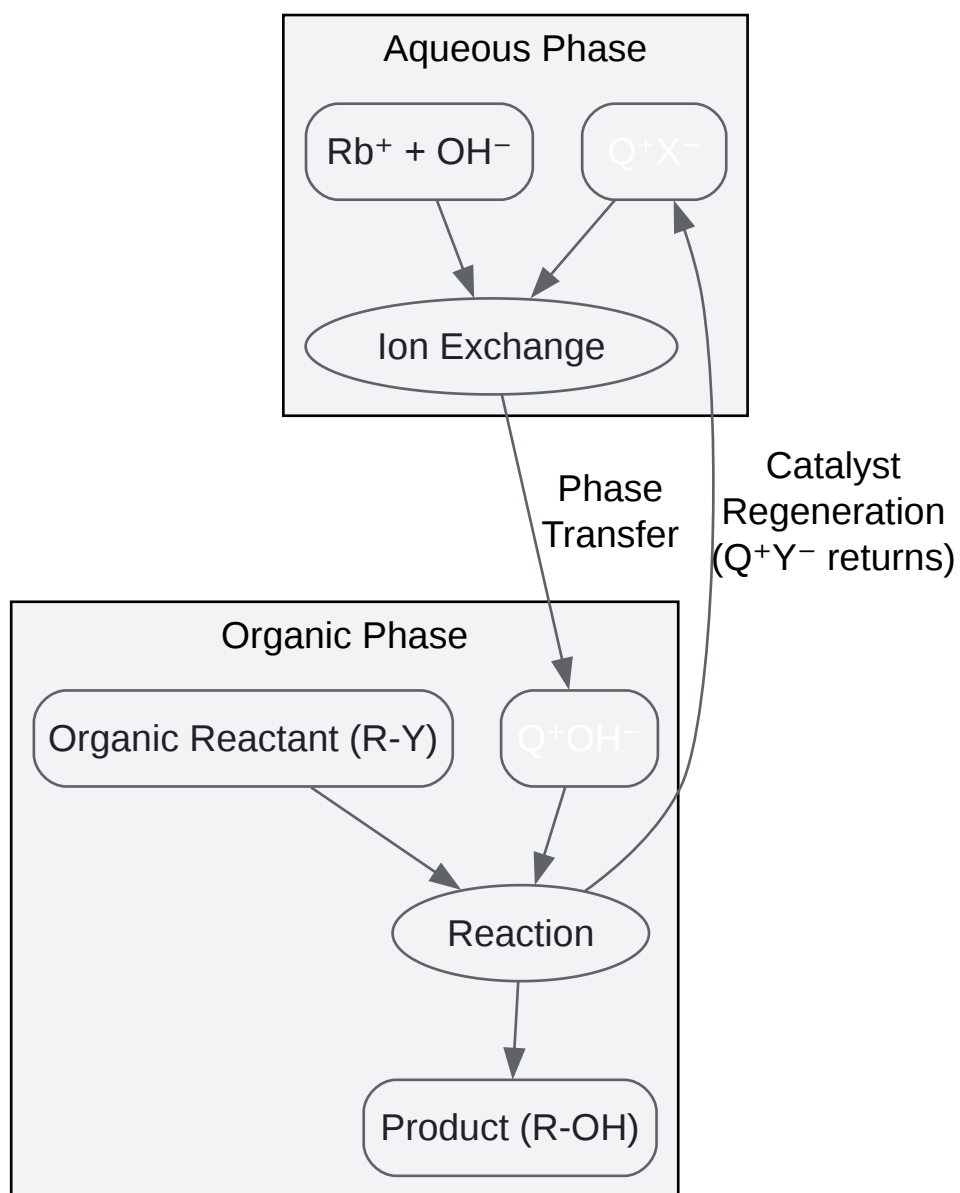 Aqueous Phase
Rb⁺ + OH⁻
Q⁺X⁻
Ion Exchange
Phase
Transfer
Catalyst
Regeneration
(Q⁺Y⁻ returns)
Organic Phase
Organic Reactant (R-Y)
Q⁺OH⁻
Reaction
Product (R-OH)